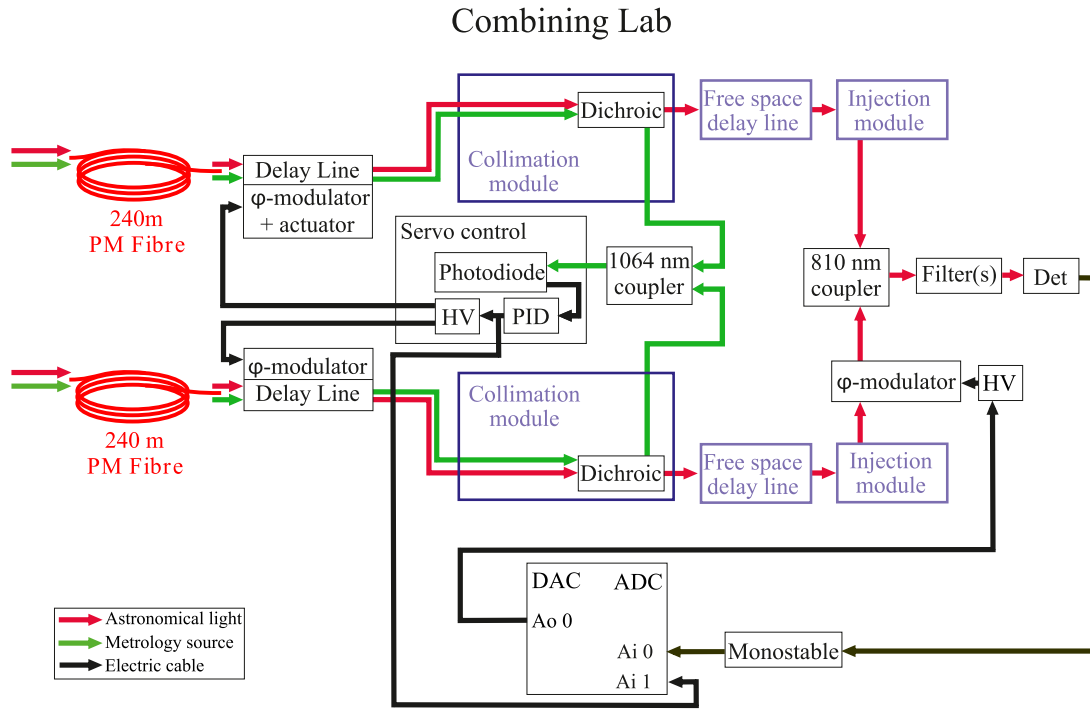 Combining Lab
240m
PM Fibre
Delay Line
φ-modulator
+ actuator
Dichroic
Collimation
module
Free space
delay line
Injection
module
Servo control
Photodiode
HV
PID
1064 nm
coupler
810 nm
coupler
Filter(s)
Det
240 m
PM Fibre
φ-modulator
Delay Line
Collimation
module
Dichroic
Free space
delay line
Injection
module
φ-modulator
HV
DAC
ADC
Ao 0
Ai 0
Ai 1
Monostable
Astronomical light
Metrology source
Electric cable